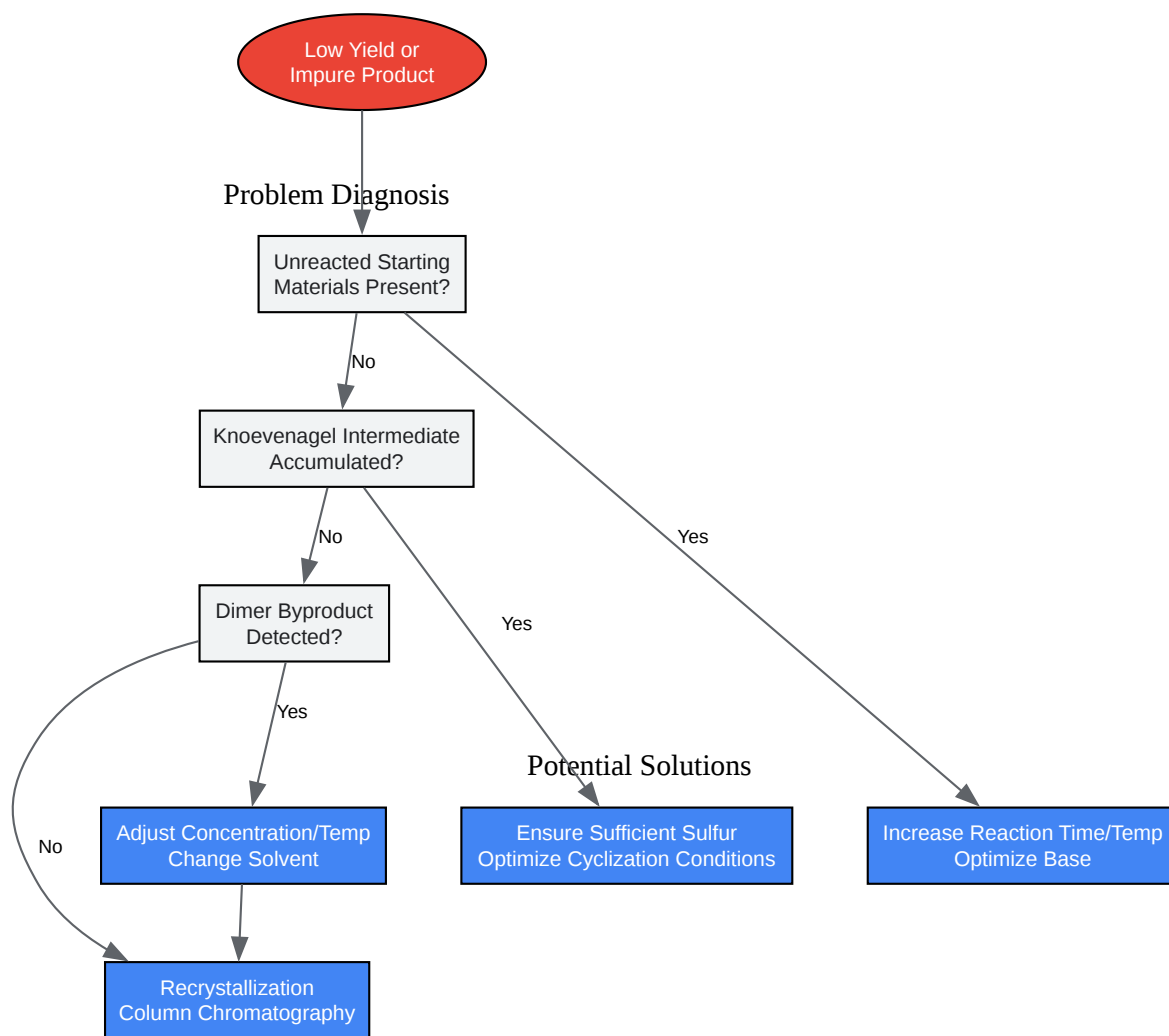 Low Yield or
Impure Product
Problem Diagnosis
Unreacted Starting
Materials Present?
No
Knoevenagel Intermediate
Accumulated?
No
Yes
Dimer Byproduct
Detected?
Yes
Yes
Potential Solutions
Adjust Concentration/Temp
Change Solvent
Ensure Sufficient Sulfur
Optimize Cyclization Conditions
Increase Reaction Time/Temp
Optimize Base
No
Recrystallization
Column Chromatography